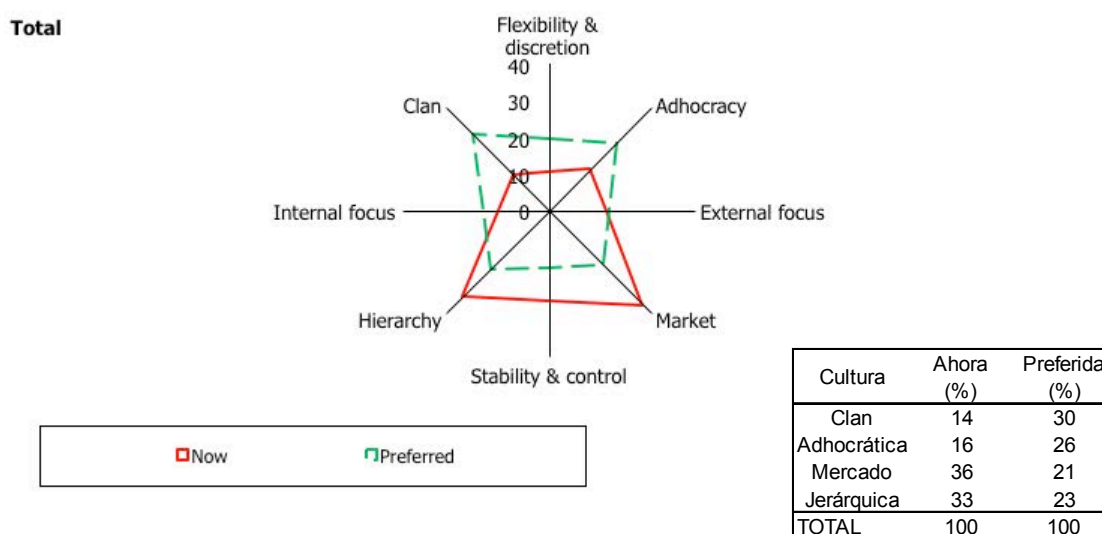 Total
Flexibility &
discretion
40
30
20
10
0
Clan
Adhocracy
Internal focus
External focus
Hierarchy
Market
Stability & control
Now Preferred
Cultura Ahora (%) Preferida (%)
Clan 14 30
Adhocrática 16 26
Mercado 36 21
Jerárquica 33 23
TOTAL 100 100